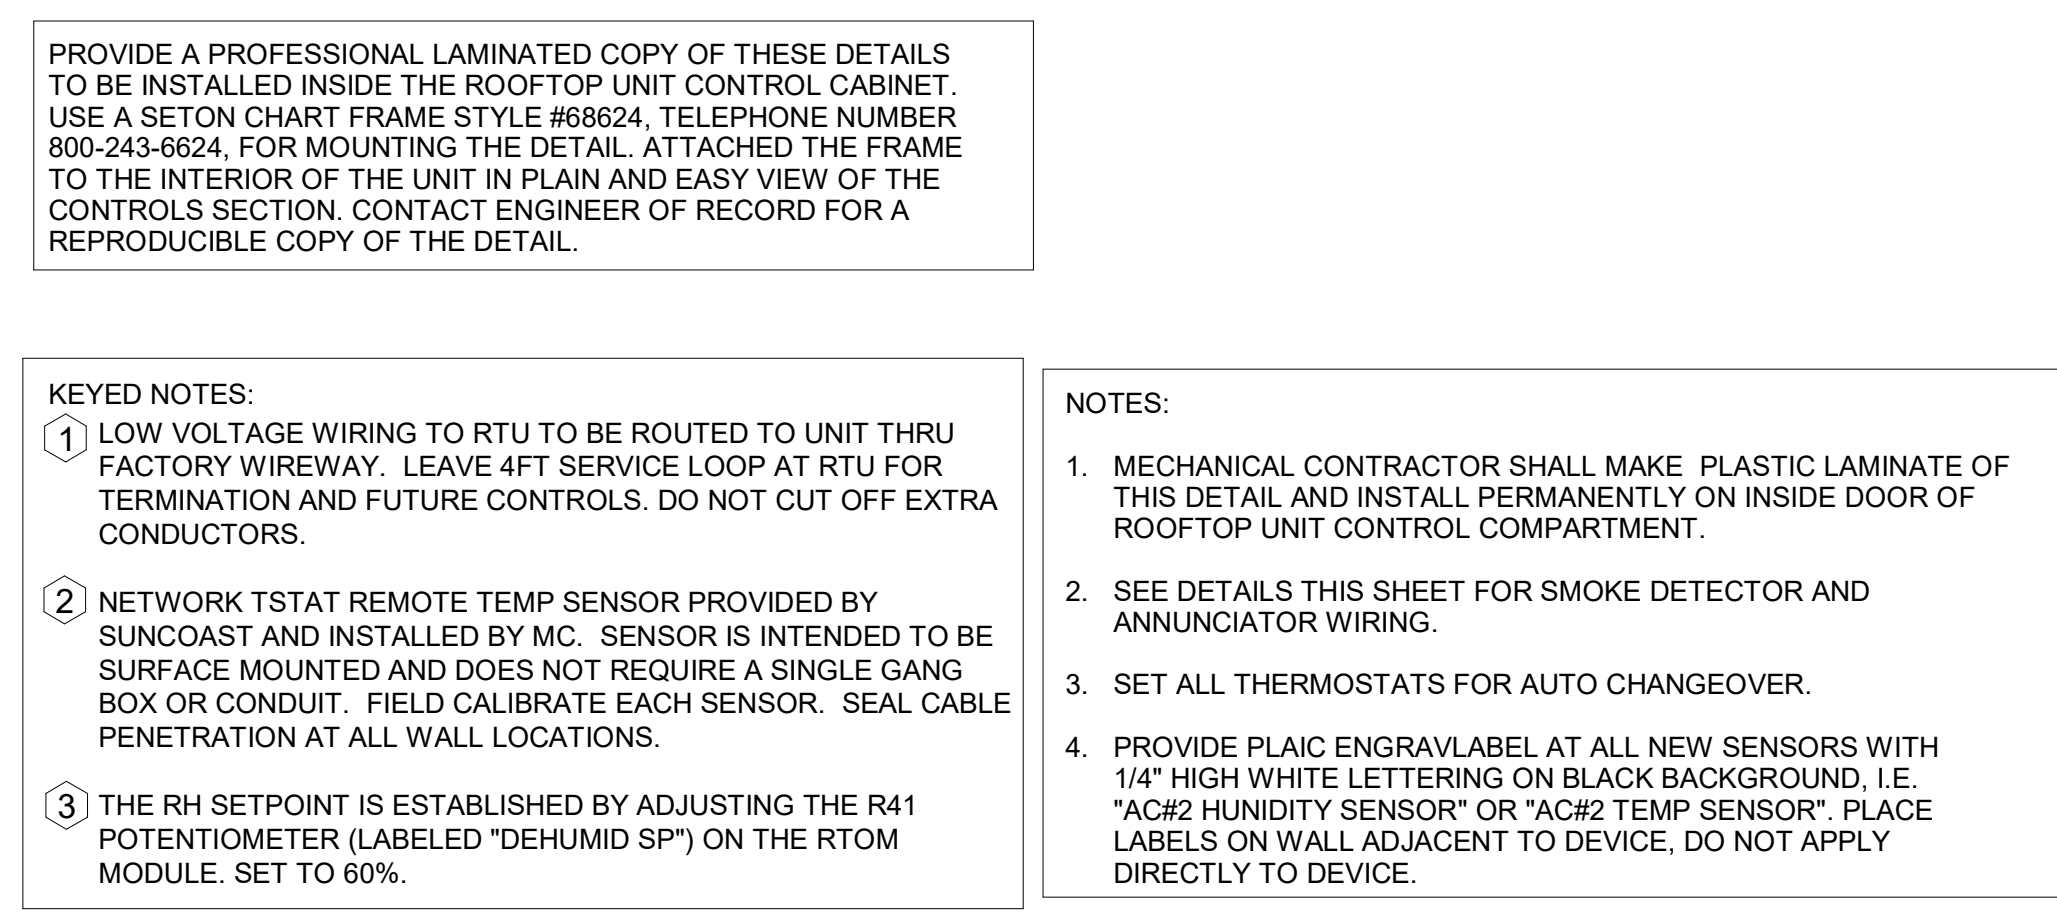 PROVIDE A PROFESSIONAL LAMINATED COPY OF THESE DETAILS
TO BE INSTALLED INSIDE THE ROOFTOP UNIT CONTROL CABINET.
USE A SETON CHART FRAME STYLE #68624, TELEPHONE NUMBER
800-243-6624, FOR MOUNTING THE DETAIL. ATTACHED THE FRAME
TO THE INTERIOR OF THE UNIT IN PLAIN AND EASY VIEW OF THE
CONTROLS SECTION. CONTACT ENGINEER OF RECORD FOR A
REPRODUCIBLE COPY OF THE DETAIL.
KEYED NOTES:
1 LOW VOLTAGE WIRING TO RTU TO BE ROUTED TO UNIT THRU
FACTORY WIREWAY. LEAVE 4FT SERVICE LOOP AT RTU FOR
TERMINATION AND FUTURE CONTROLS. DO NOT CUT OFF EXTRA
CONDUCTORS.
2 NETWORK TSTAT REMOTE TEMP SENSOR PROVIDED BY
SUNCOAST AND INSTALLED BY MC. SENSOR IS INTENDED TO BE
SURFACE MOUNTED AND DOES NOT REQUIRE A SINGLE GANG
BOX OR CONDUIT. FIELD CALIBRATE EACH SENSOR. SEAL CABLE
PENETRATION AT ALL WALL LOCATIONS.
3 THE RH SETPOINT IS ESTABLISHED BY ADJUSTING THE R41
POTENTIOMETER (LABELED "DEHUMID SP") ON THE RTOM
MODULE. SET TO 60%.
NOTES:
1. MECHANICAL CONTRACTOR SHALL MAKE PLASTIC LAMINATE OF
THIS DETAIL AND INSTALL PERMANENTLY ON INSIDE DOOR OF
ROOFTOP UNIT CONTROL COMPARTMENT.
2. SEE DETAILS THIS SHEET FOR SMOKE DETECTOR AND
ANNUNCIATOR WIRING.
3. SET ALL THERMOSTATS FOR AUTO CHANGEOVER.
4. PROVIDE PLAIC ENGRAVLABEL AT ALL NEW SENSORS WITH
1/4" HIGH WHITE LETTERING ON BLACK BACKGROUND, I.E.
"AC#2 HUNIDITY SENSOR" OR "AC#2 TEMP SENSOR". PLACE
LABELS ON WALL ADJACENT TO DEVICE, DO NOT APPLY
DIRECTLY TO DEVICE.